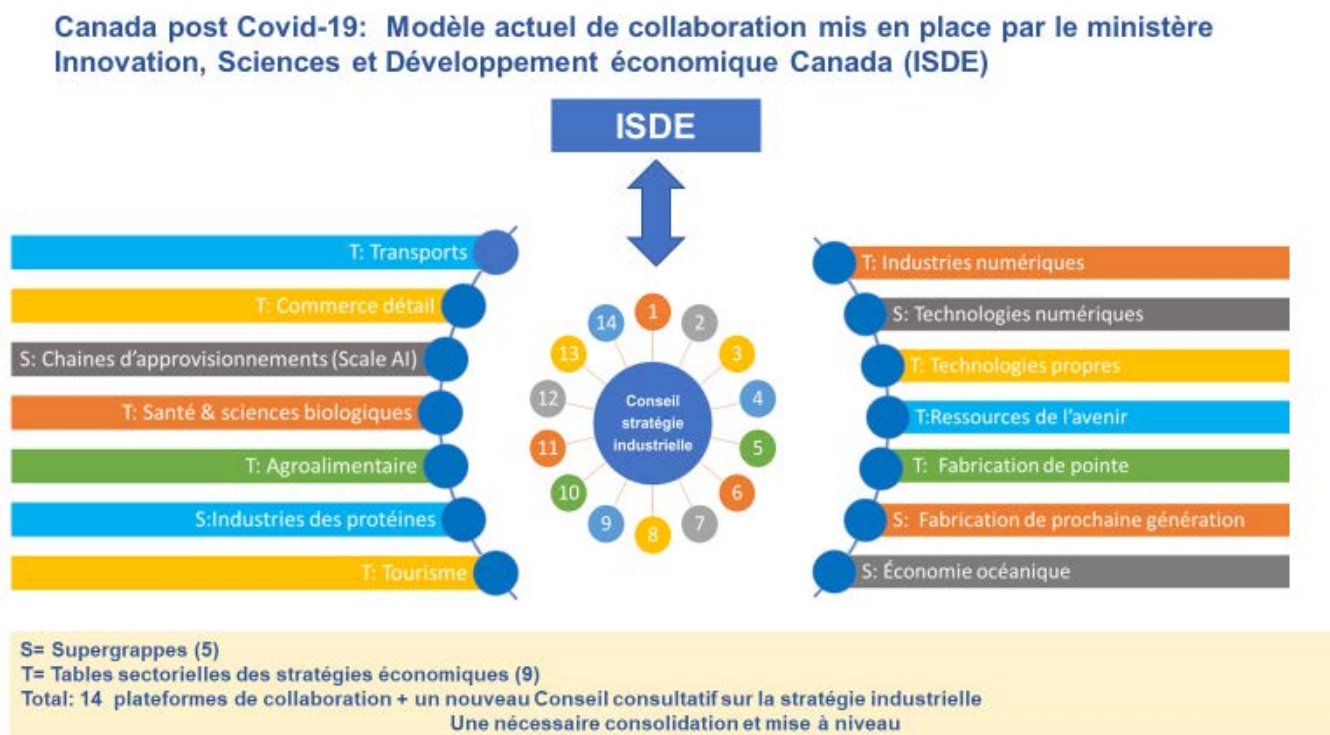 Canada post Covid-19: Modèle actuel de collaboration mis en place par le ministère
Innovation, Sciences et Développement économique Canada (ISDE)
ISDE
T: Transports
T: Commerce détail
S: Chaines d'approvisionnements (Scale AI)
T: Santé & sciences biologiques
T: Agroalimentaire
S:Industries des protéines
T: Tourisme
1
2
3
4
5
6
7
8
9
10
11
12
13
14
Conseil
stratégie
industrielle
T: Industries numériques
S: Technologies numériques
T: Technologies propres
T:Ressources de l'avenir
T: Fabrication de pointe
S: Fabrication de prochaine génération
S: Économie océanique
S= Supergrappes (5)
T= Tables sectorielles des stratégies économiques (9)
Total: 14 plateformes de collaboration + un nouveau Conseil consultatif sur la stratégie industrielle
Une nécessaire consolidation et mise à niveau